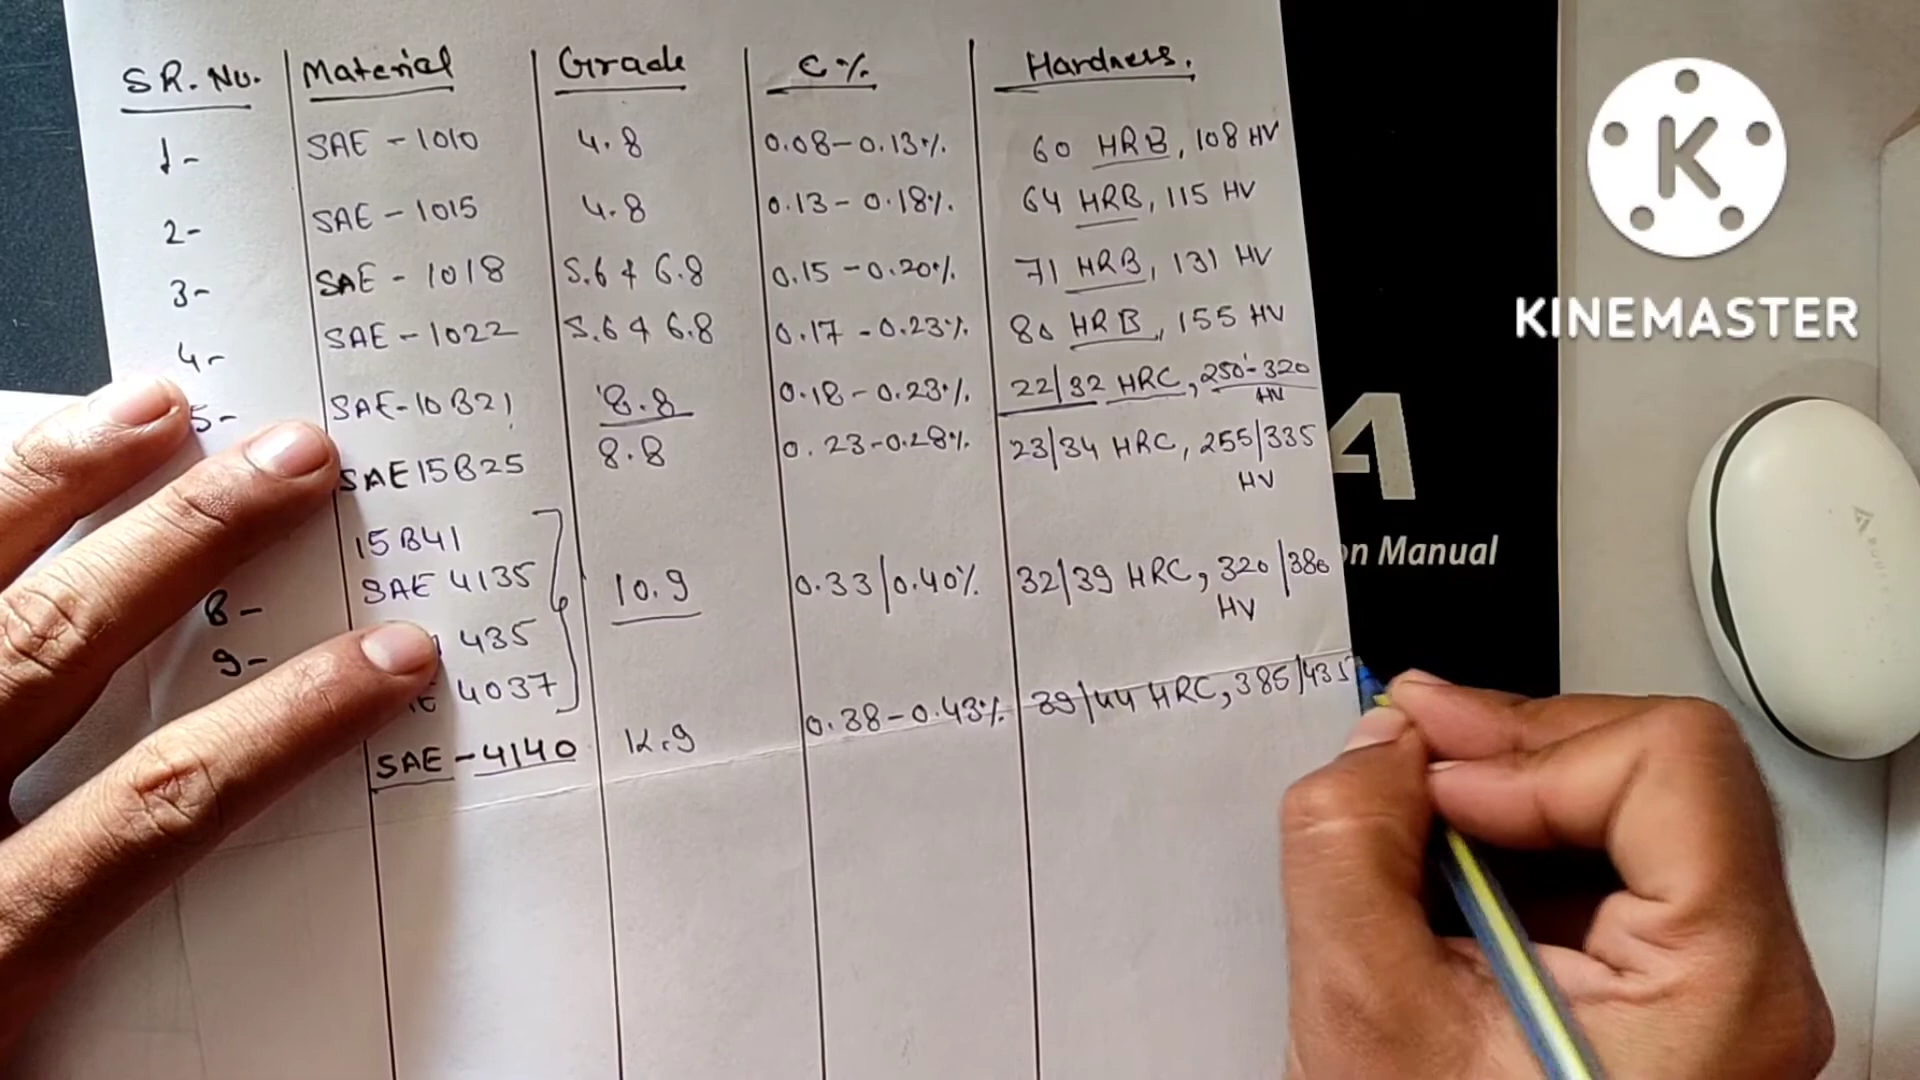 SR. No. Material Grade C% Hardness.
1- SAE - 1010 4.8 0.08-0.13% 60 HRB, 108 HV
2- SAE - 1015 4.8 0.13-0.18% 64 HRB, 115 HV
3- SAE - 1018 5.6 & 6.8 0.15-0.20% 71 HRB, 131 HV
4- SAE - 1022 5.6 & 6.8 0.17-0.23% 80 HRB, 155 HV
5- SAE-10B21 8.8 0.18-0.23% 22/32 HRC, 250-320 HV
SAE15B25 8.8 0.23-0.28% 23/34 HRC, 255/335 HV
15B41
8- SAE 4135 10.9 0.33/0.40% 32/39 HRC, 320/380 HV
9- 435
4037
SAE-4140 12.9 0.38-0.43% 39/44 HRC, 385/435
K
KINEMASTER
A
on Manual